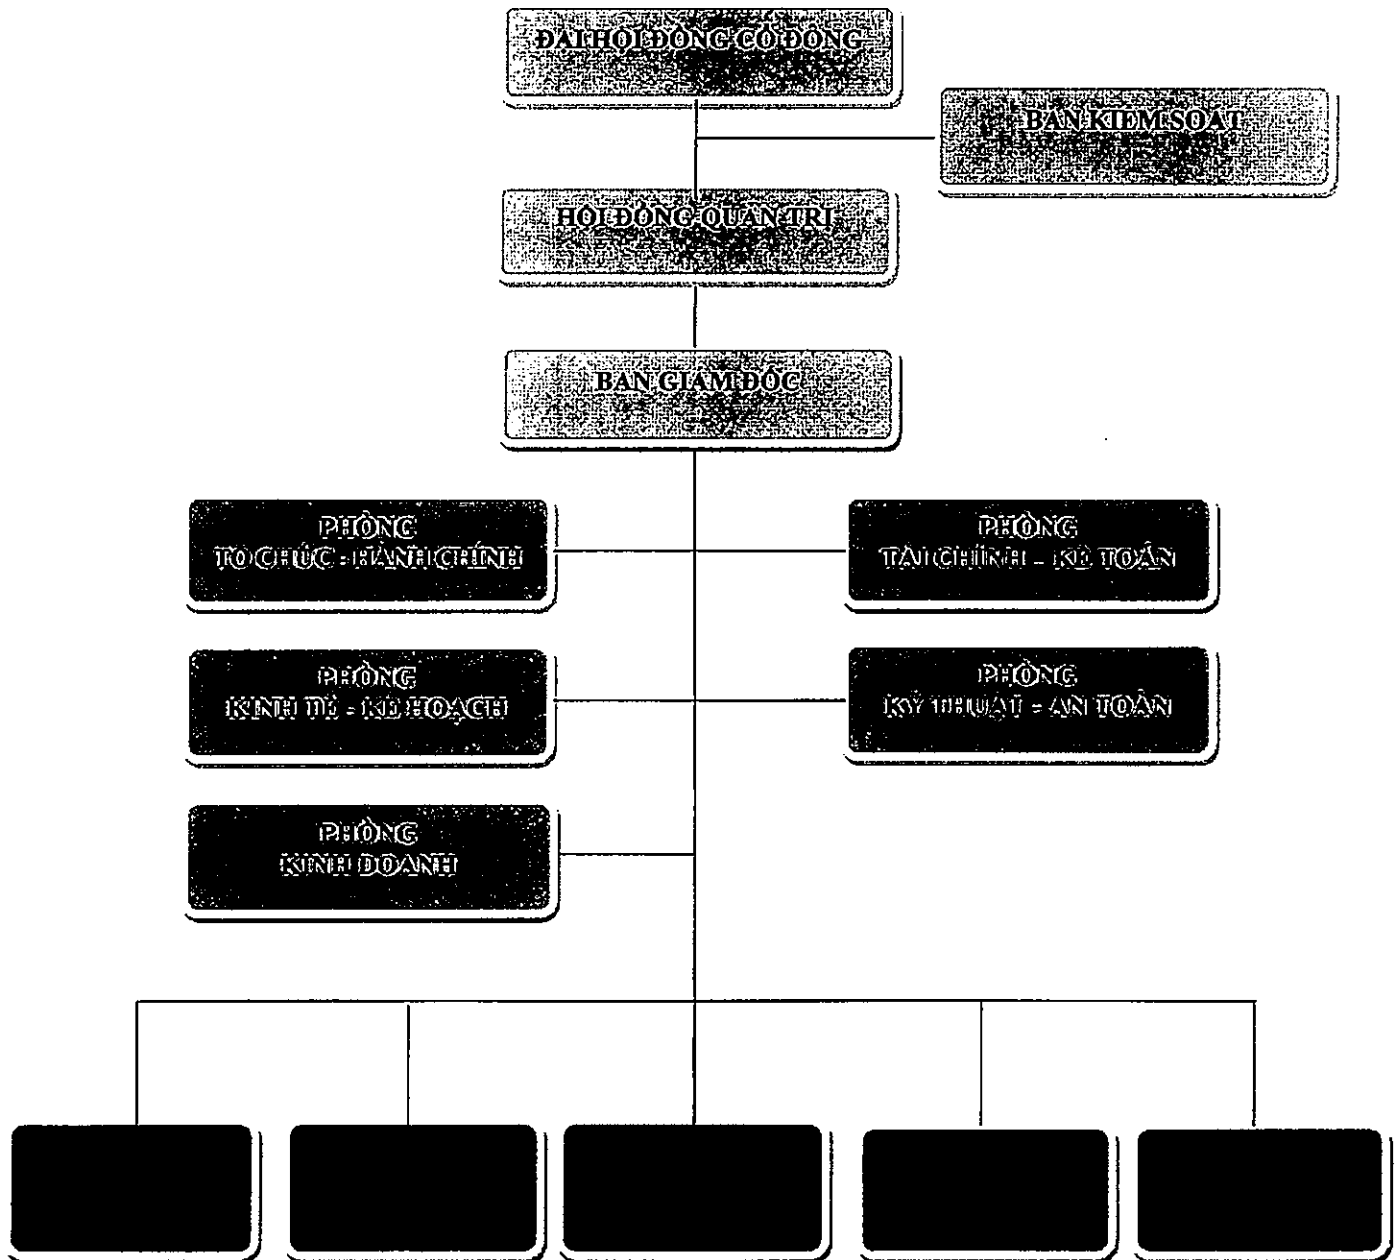 ĐẠI HỘI ĐỒNG CỔ ĐÔNG
BAN KIỂM SOÁT
HỘI ĐỒNG QUẢN TRỊ
BAN GIÁM ĐỐC
PHÒNG
TỔ CHỨC - HÀNH CHÍNH
PHÒNG
TÀI CHÍNH - KẾ TOÁN
PHÒNG
KINH TẾ - KẾ HOẠCH
PHÒNG
KỸ THUẬT - AN TOÀN
PHÒNG
KINH DOANH